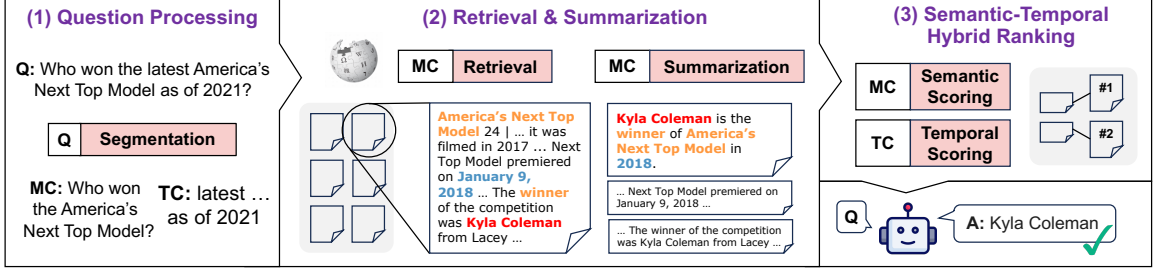 (1) Question Processing
Q: Who won the latest America's
Next Top Model as of 2021?
Q Segmentation
MC: Who won
the America's
Next Top Model?
TC: latest ...
as of 2021
(2) Retrieval & Summarization
MC Retrieval
MC Summarization
America's Next Top
Model 24 | ... it was
filmed in 2017 ... Next
Top Model premiered
on January 9,
2018 ... The winner
of the competition
was Kyla Coleman
from Lacey ...
Kyla Coleman is the
winner of America's
Next Top Model in
2018.
... Next Top Model premiered on
January 9, 2018 ...
... The winner of the competition
was Kyla Coleman from Lacey ...
(3) Semantic-Temporal
Hybrid Ranking
MC Semantic
Scoring
TC Temporal
Scoring
#1
#2
Q
A: Kyla Coleman